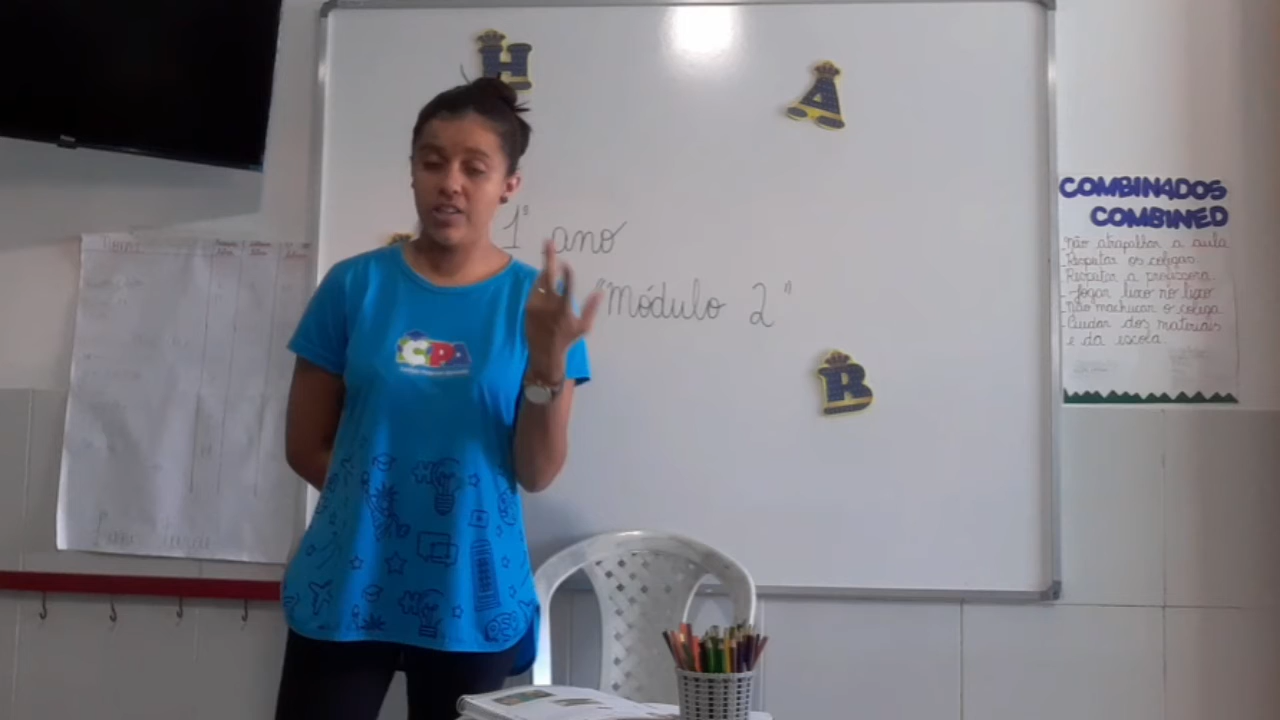 H
A
1º ano
"Módulo 2"
R
CPA
COMBINADOS
COMBINED
- Não atrapalhar a aula
- Respeitar os colegas.
- Respeitar a professora.
- Jogar lixo no lixo
- Não machucar o colega.
- Cuidar dos materiais
e da escola.